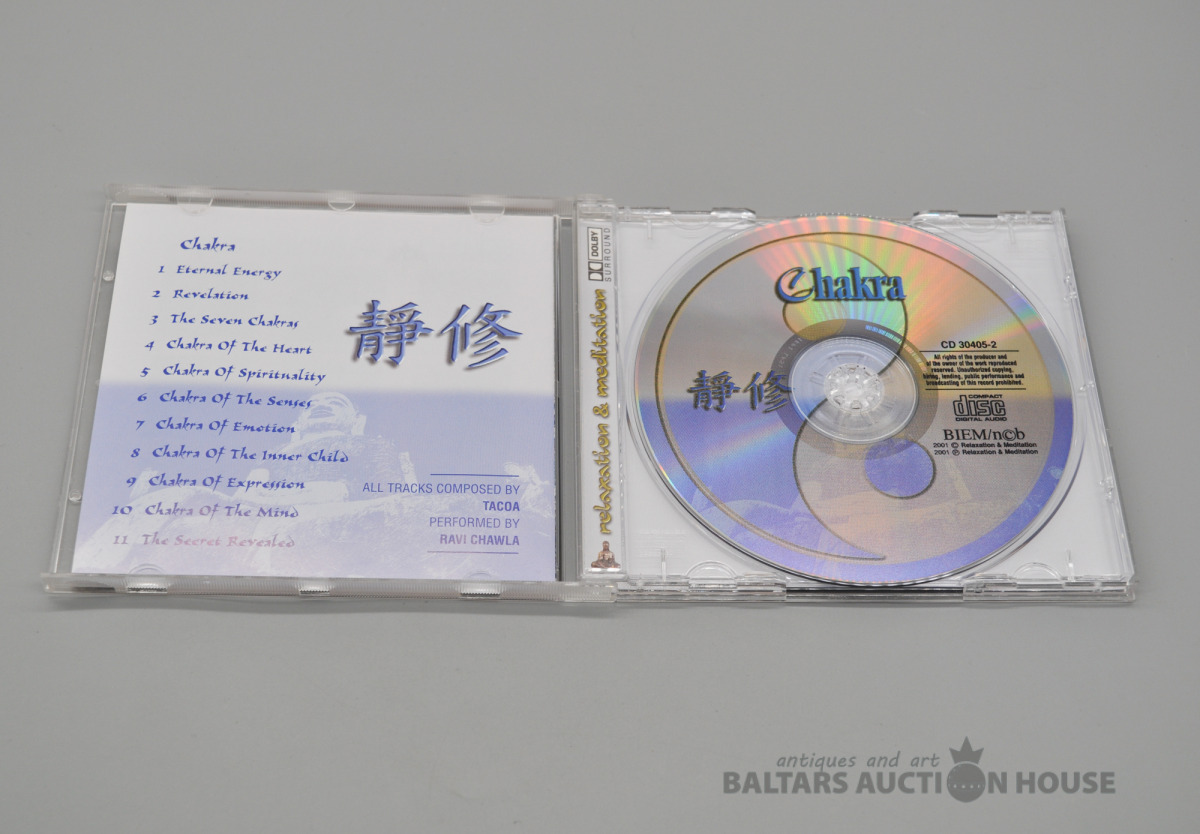 Chakra
1 Eternal Energy
2 Revelation
3 The Seven Chakras
4 Chakra Of The Heart
5 Chakra Of Spirituality
6 Chakra Of The Senses
7 Chakra Of Emotion
8 Chakra Of The Inner Child
9 Chakra Of Expression
10 Chakra Of The Mind
11 The Secret Revealed
靜修
ALL TRACKS COMPOSED BY
TACOA
PERFORMED BY
RAVI CHAWLA
DOLBY
SURROUND
relaxation & meditation
Chakra
靜修
CD 30405-2
All rights of the producer and
of the owner of the work reproduced
reserved. Unauthorized copying,
hiring, lending, public performance and
broadcasting of this record prohibited.
COMPACT
disc
DIGITAL AUDIO
BIEM/n©b
2001 © Relaxation & Meditation
2001 ℗ Relaxation & Meditation
antiques and art
BALTARS AUCTION HOUSE